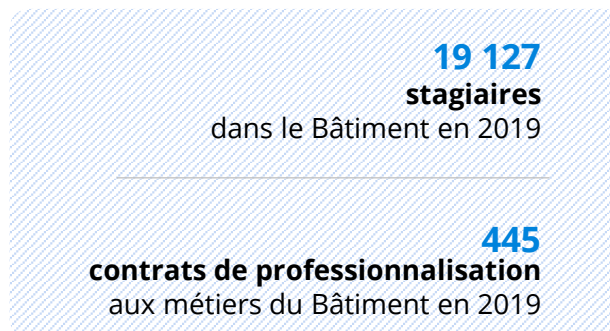 19 127
stagiaires
dans le Bâtiment en 2019
445
contrats de professionnalisation
aux métiers du Bâtiment en 2019